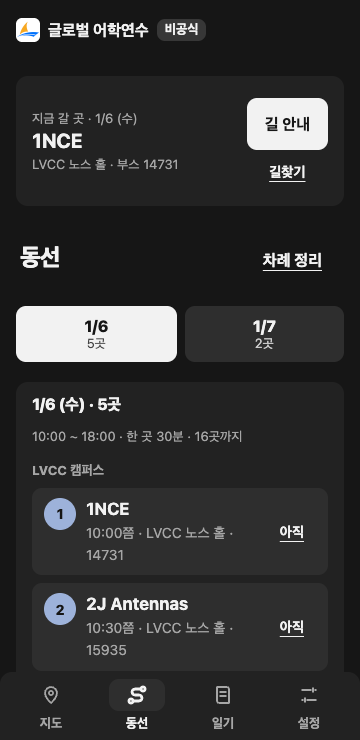 글로벌 어학연수 비공식
지금 갈 곳 · 1/6 (수)
1NCE
LVCC 노스 홀 · 부스 14731
길 안내
길찾기
동선
차례 정리
1/6
5곳
1/7
2곳
1/6 (수) · 5곳
10:00 ~ 18:00 · 한 곳 30분 · 16곳까지
LVCC 캠퍼스
1
1NCE
10:00쯤 · LVCC 노스 홀 ·
14731
아직
2
2J Antennas
10:30쯤 · LVCC 노스 홀 ·
15935
아직
지도
동선
일기
설정